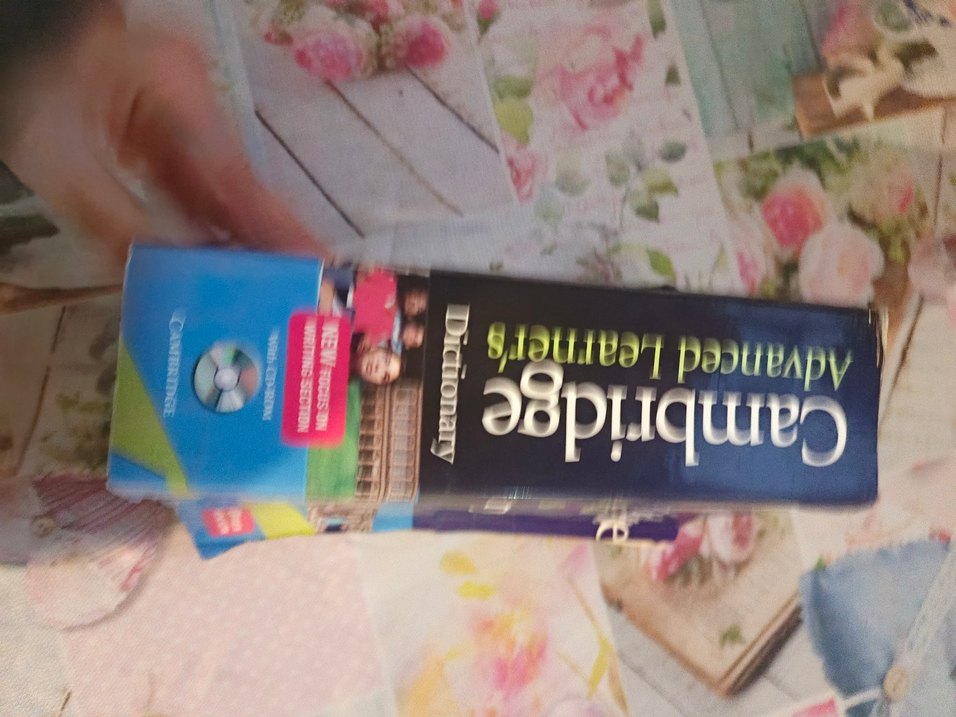 Cambridge
Advanced Learner's
Dictionary
NEW FOCUS-ON
WRITING SECTION
With CD-ROM
CAMBRIDGE